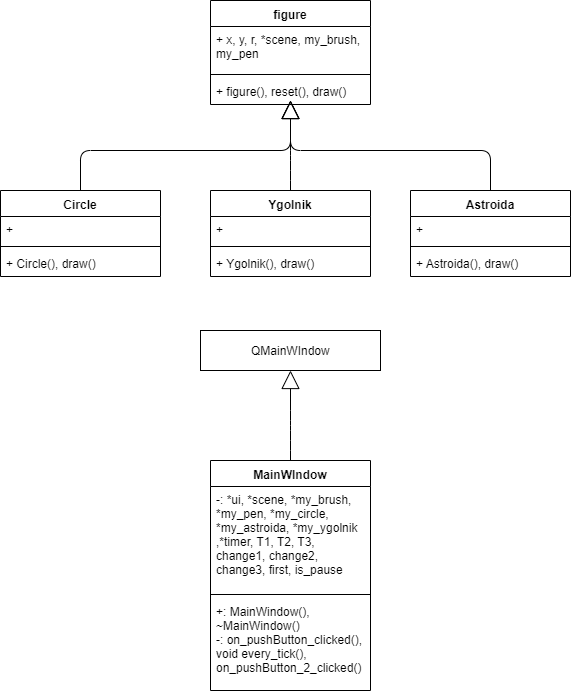 figure
+ x, y, r, *scene, my_brush,
my_pen
+ figure(), reset(), draw()
Circle
+
+ Circle(), draw()
Ygolnik
+
+ Ygolnik(), draw()
Astroida
+
+ Astroida(), draw()
QMainWIndow
MainWIndow
-: *ui, *scene, *my_brush,
*my_pen, *my_circle,
*my_astroida, *my_ygolnik
,*timer, T1, T2, T3,
change1, change2,
change3, first, is_pause
+: MainWindow(),
~MainWindow()
-: on_pushButton_clicked(),
void every_tick(),
on_pushButton_2_clicked()